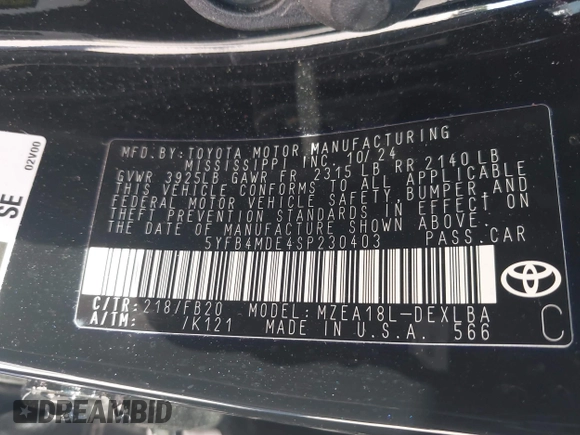 MFD. BY: TOYOTA MOTOR MANUFACTURING
MISSISSIPPI INC. 10/24
GVWR 3925LB GAWR FR 2315 LB RR 2140 LB
THIS VEHICLE CONFORMS TO ALL APPLICABLE
FEDERAL MOTOR VEHICLE SAFETY, BUMPER, AND
THEFT PREVENTION STANDARDS IN EFFECT ON
THE DATE OF MANUFACTURE SHOWN ABOVE.
5YFB4MDE4SP230403 PASS. CAR
C/TR: 218/FB20 MODEL: MZEA18L-DEXLBA
A/TM: /K121 MADE IN U.S.A. 566
TOYOTA
C
02V00
SE
DREAMBID